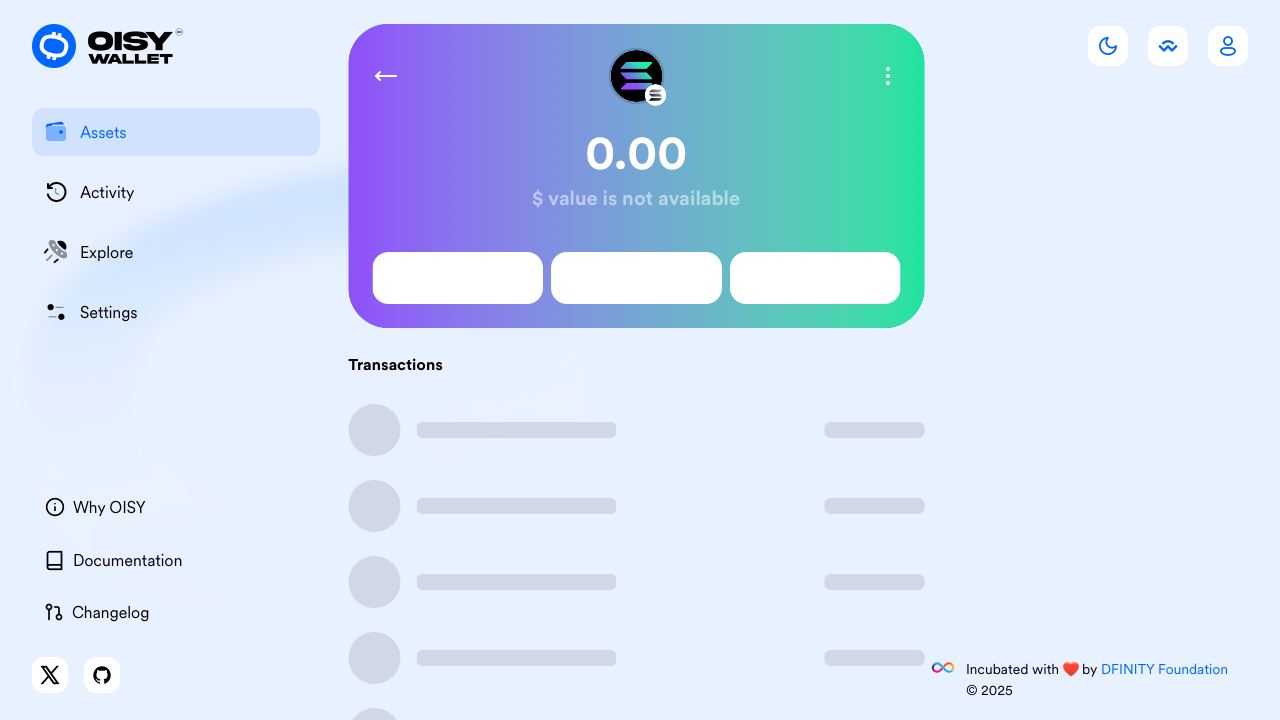 OISY
WALLET
Assets
Activity
Explore
Settings
Why OISY
Documentation
Changelog
0.00
$ value is not available
Transactions
Incubated with ❤️ by DFINITY Foundation
© 2025